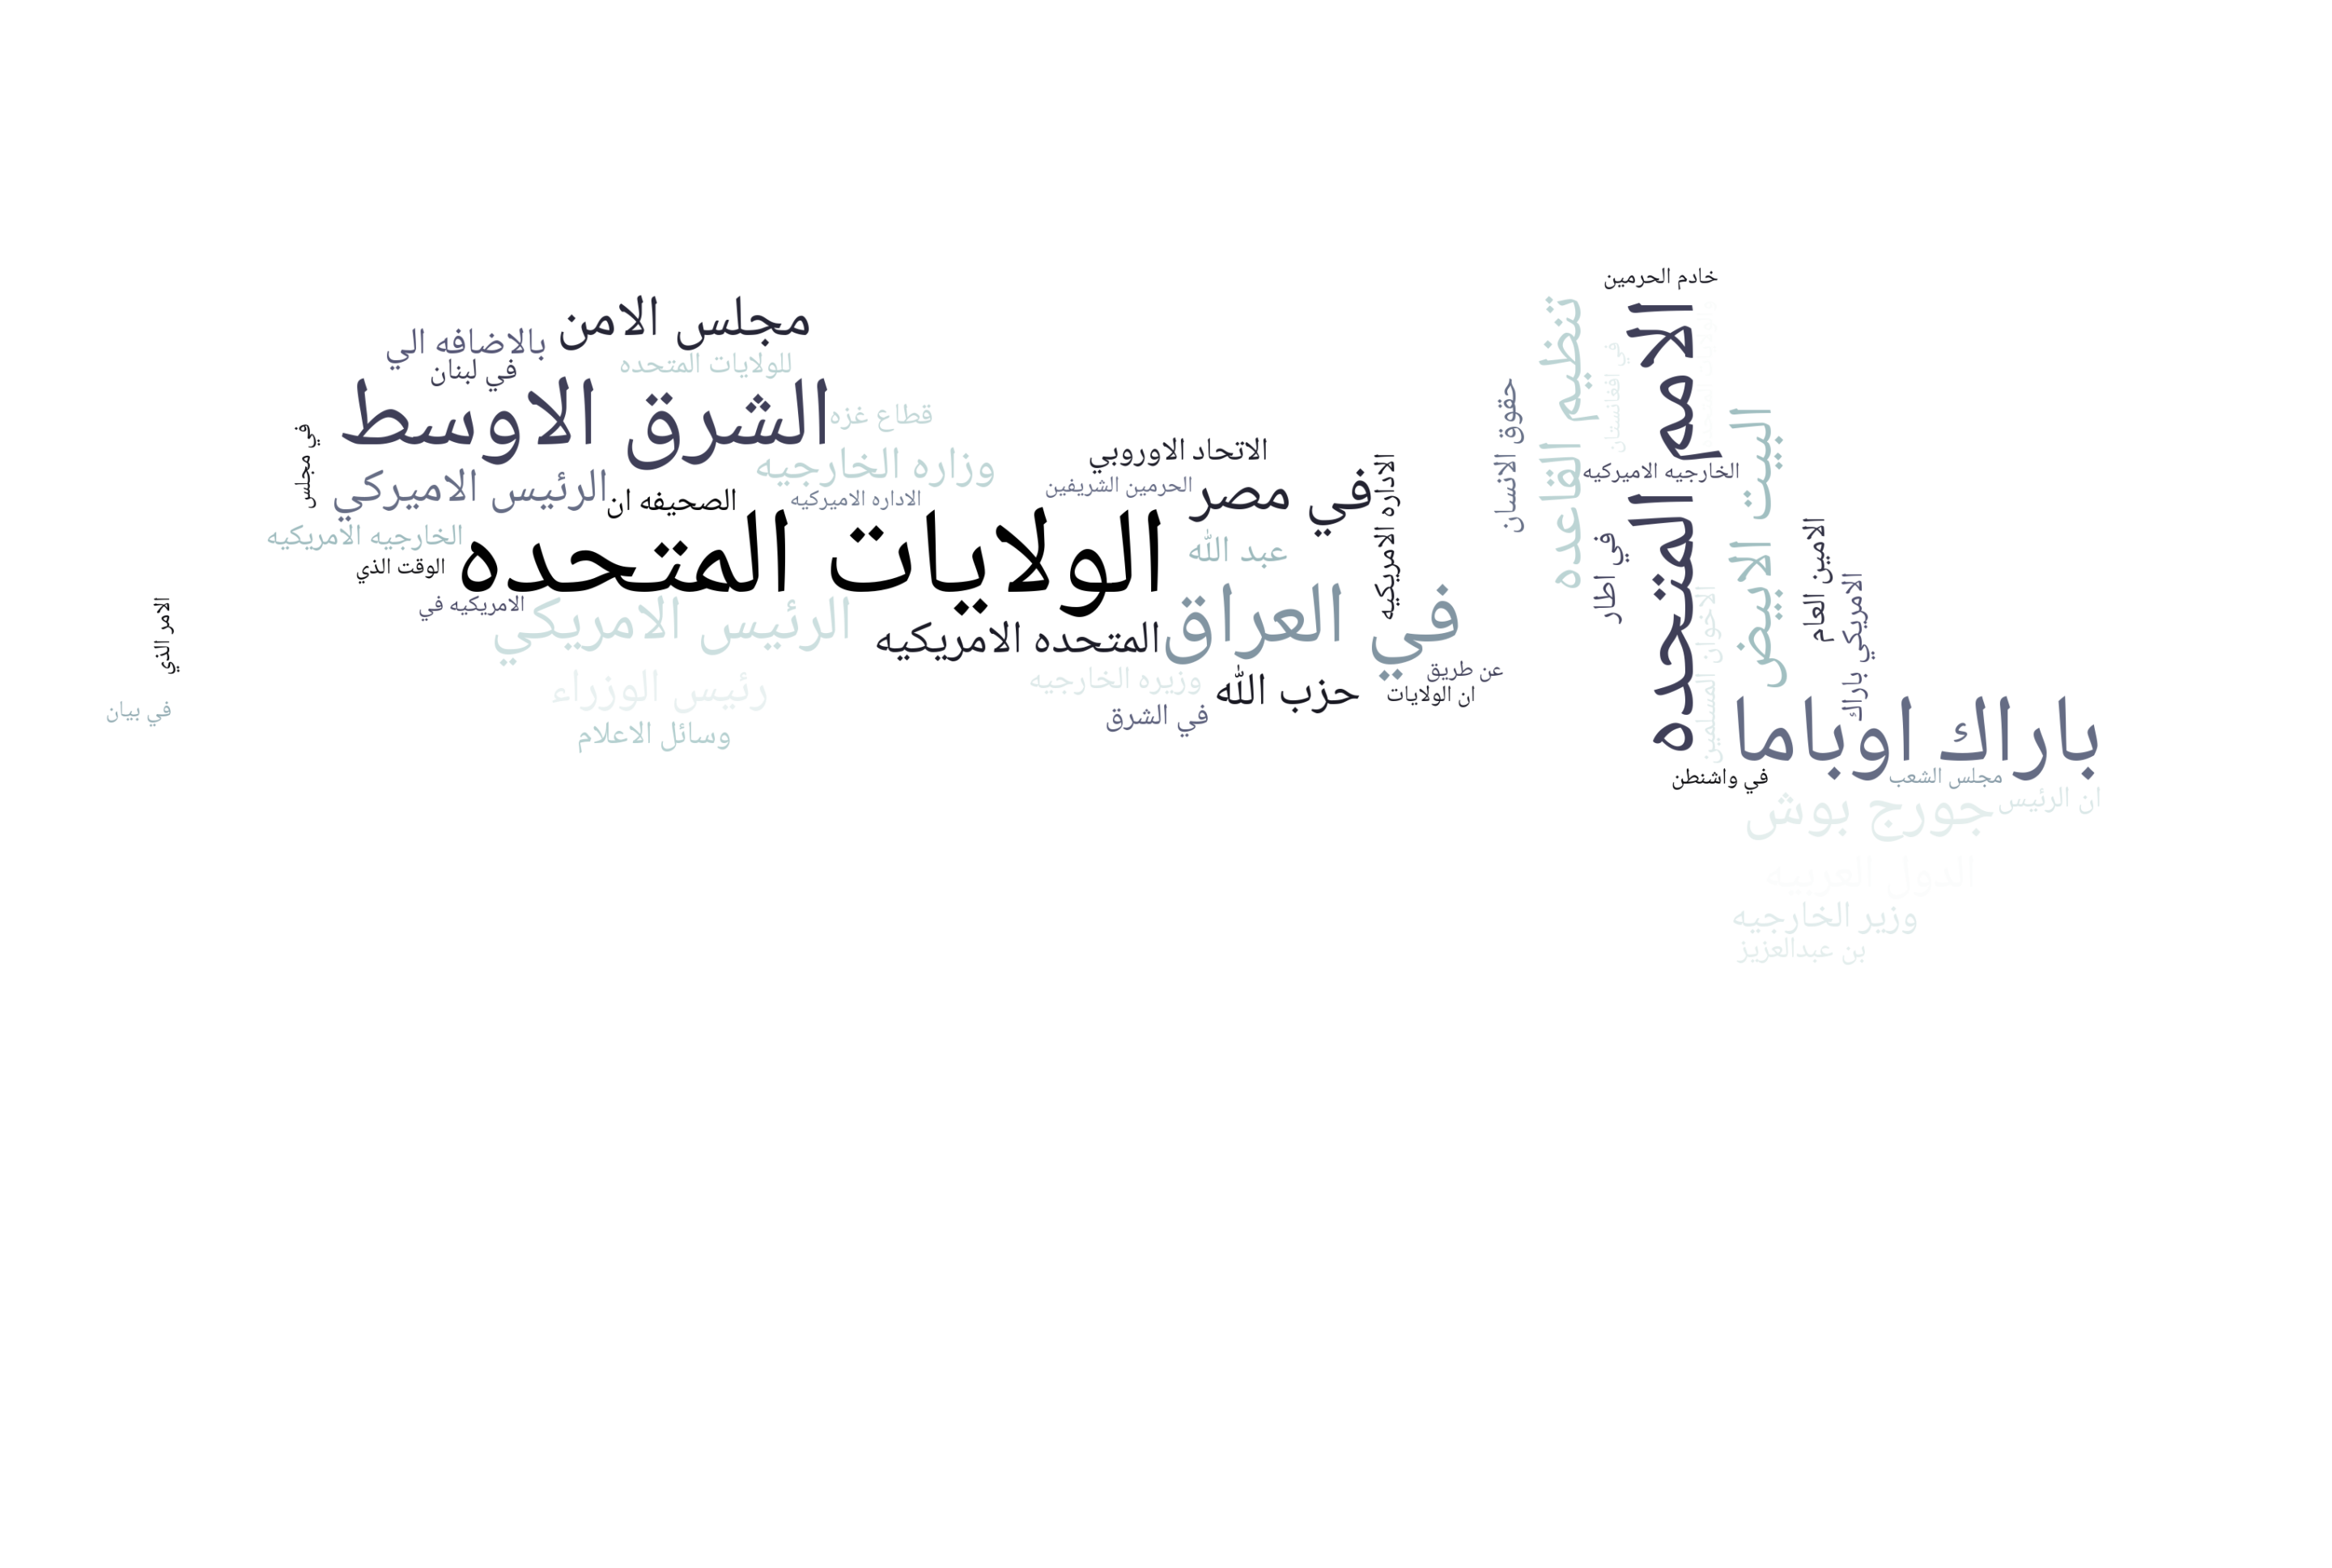 خادم الحرمين
مجلس الامن
بالاضافه الي
للولايات المتحده
في لبنان
الشرق الاوسط
قطاع غزه
في مجلس
وزاره الخارجيه
الرئيس الاميركي
الصحيفه ان
الاداره الاميركيه
الخارجيه الامريكيه
الوقت الذي
الولايات المتحده
الامريكيه في
الرئيس الامريكي
المتحده الامريكيه
رئيس الوزراء
وسائل الاعلام
الامر الذي
في بيان
الاتحاد الاوروبي
الحرمين الشريفين
في مصر
الاداره الامريكيه
عبد الله
في العراق
عن طريق
وزيره الخارجيه
حزب الله
ان الولايات
في الشرق
حقوق الانسان
تنظيم القاعده
في افغانستان
الامم المتحده
الخارجيه الاميركيه
البيت الابيض
في اطار
الاخوان المسلمين
الامين العام
الامريكي باراك
باراك اوباما
في واشنطن
مجلس الشعب
ان الرئيس
جورج بوش
الدول العربيه
وزير الخارجيه
بن عبدالعزيز